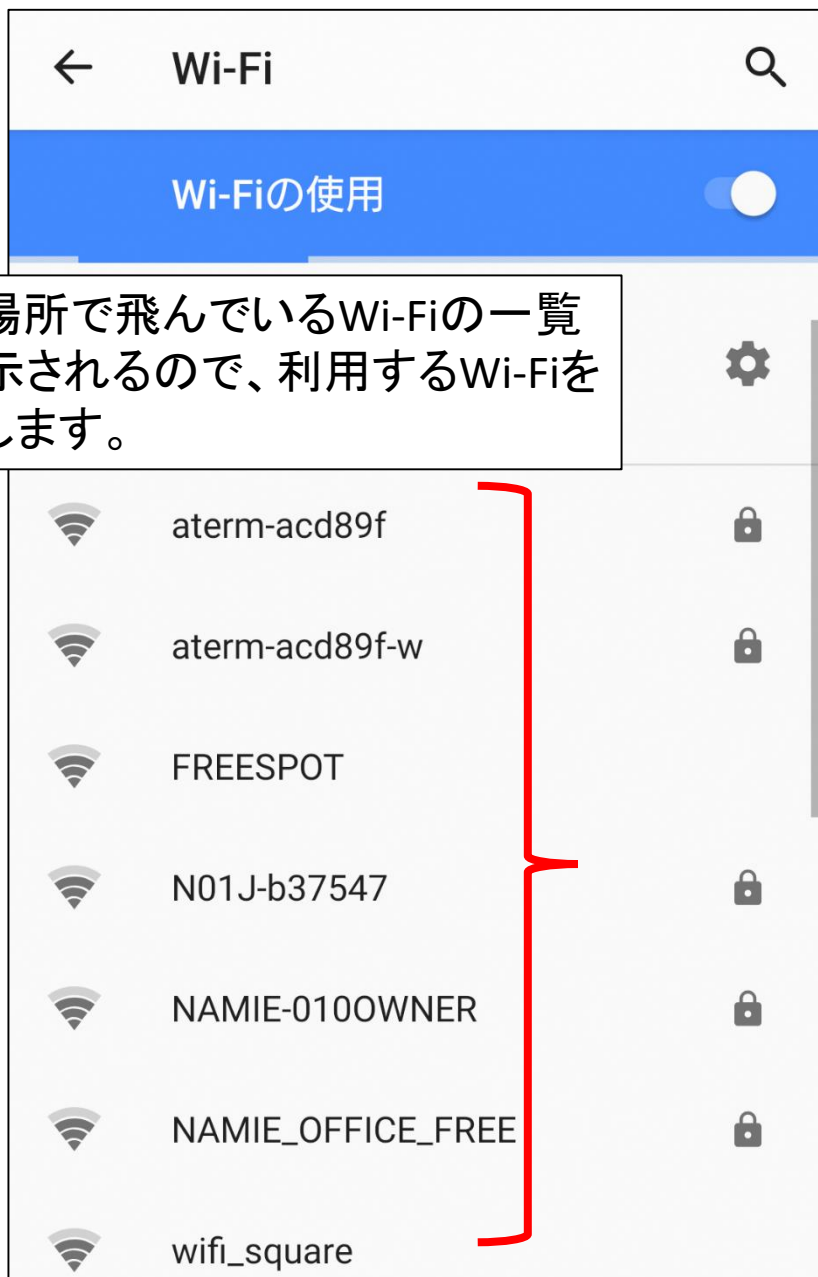 Wi-Fi
Wi-Fiの使用
場所で飛んでいるWi-Fiの一覧
示されるので、利用するWi-Fiを
します。
aterm-acd89f
aterm-acd89f-w
FREESPOT
N01J-b37547
NAMIE-010OWNER
NAMIE_OFFICE_FREE
wifi_square